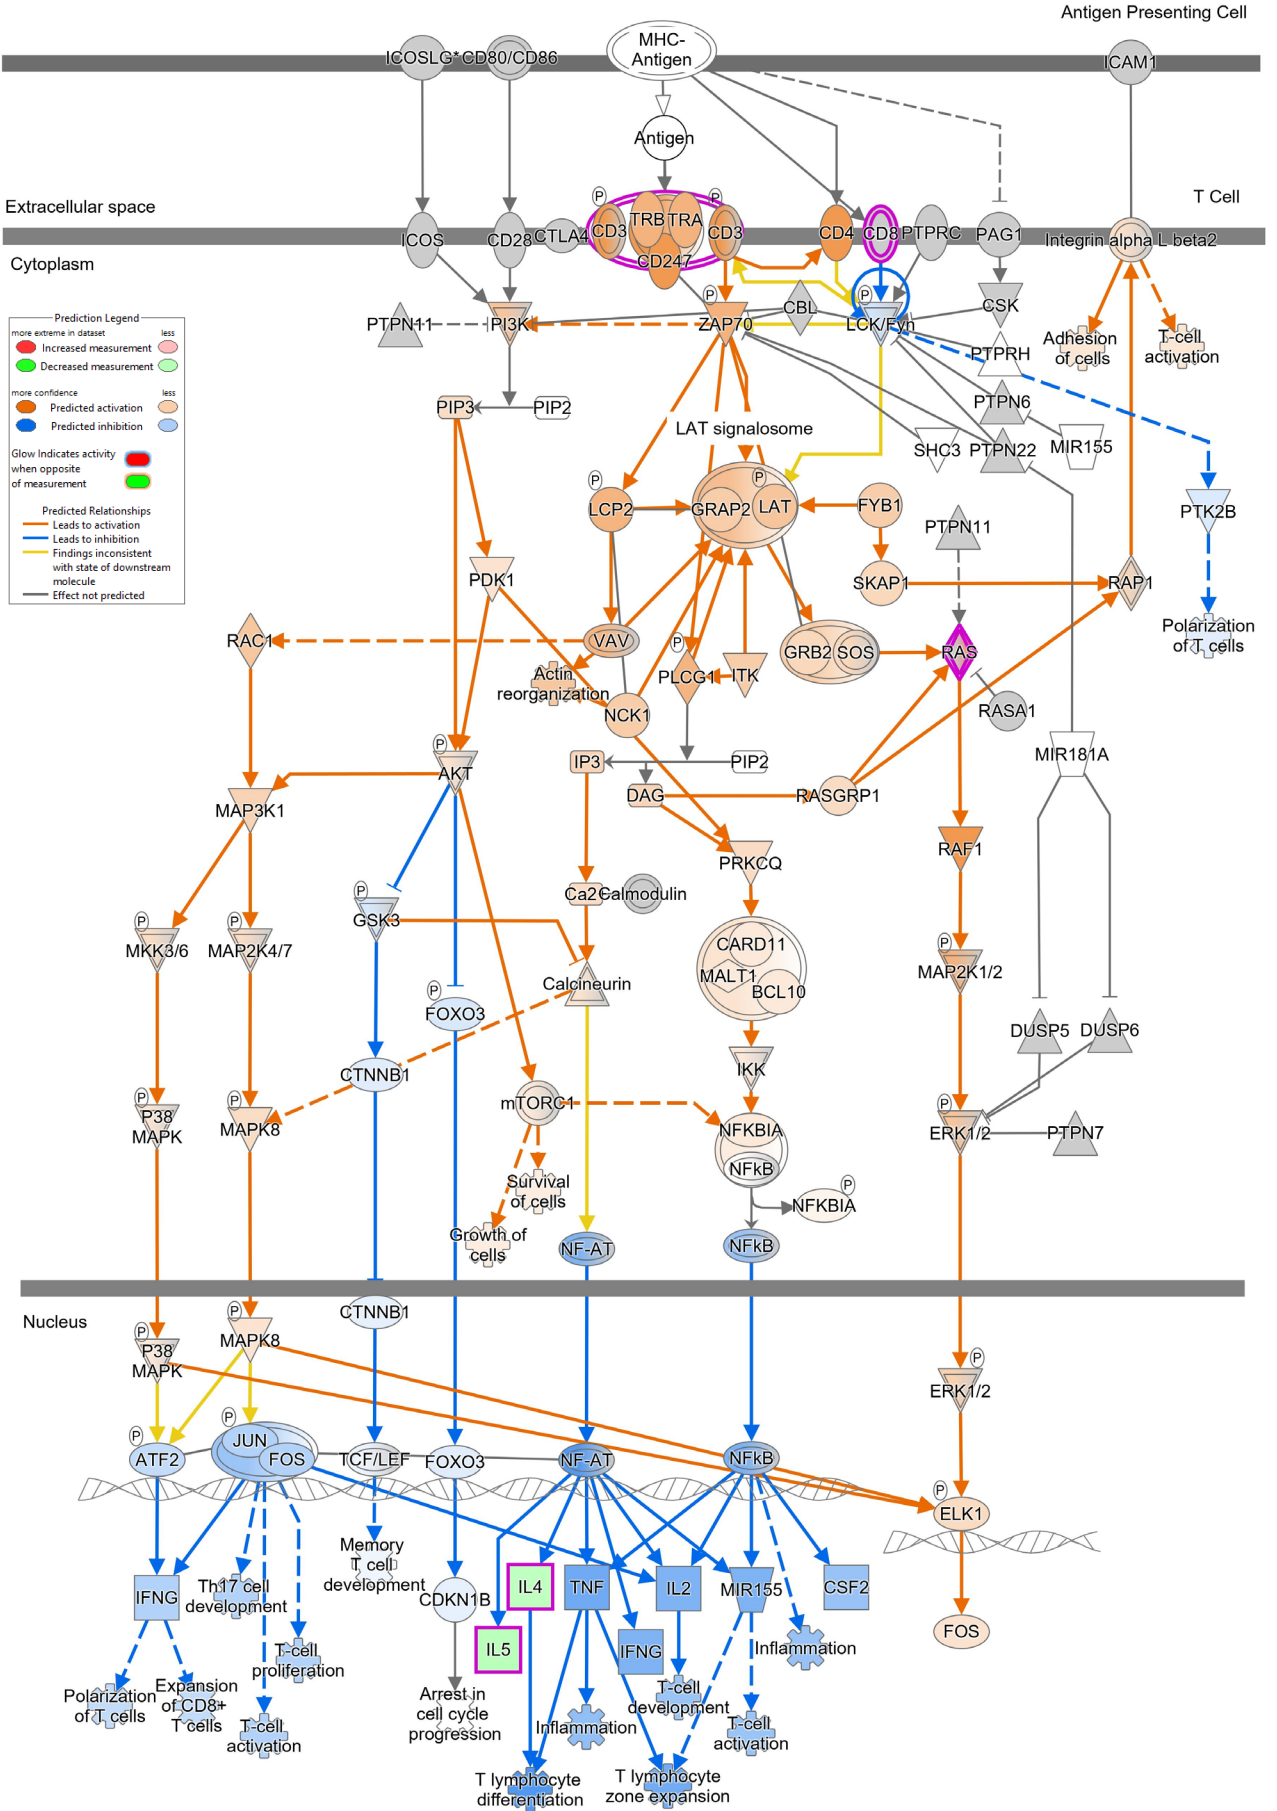 Antigen Presenting Cell
ICOSLG*
CD80/CD86
MHC-
Antigen
ICAM1
Antigen
Extracellular space
T Cell
P
P
ICOS
CD28
CTLA4
CD3
TRB
TRA
CD3
CD247
CD4
CD8
PTPRC
PAG1
Integrin alpha L beta2
Cytoplasm
Prediction Legend
more extreme in dataset
less
Increased measurement
Decreased measurement
more confidence
less
Predicted activation
Predicted inhibition
Glow Indicates activity
when opposite
of measurement
Predicted Relationships
Leads to activation
Leads to inhibition
Findings inconsistent
with state of downstream
molecule
Effect not predicted
PTPN11
PI3K
P
ZAP70
CBL
P
LCK/Fyn
CSK
PTPRH
Adhesion
of cells
T-cell
activation
PIP3
PIP2
PTPN6
LAT signalosome
SHC3
PTPN22
MIR155
P
LCP2
GRAP2
P
LAT
FYB1
PTPN11
PTK2B
PDK1
SKAP1
RAP1
RAC1
VAV
P
PLCG1
ITK
GRB2
SOS
RAS
Polarization
of T cells
Actin
reorganization
NCK1
RASA1
P
AKT
IP3
PIP2
MIR181A
MAP3K1
DAG
RASGRP1
PRKCQ
RAF1
P
GSK3
Ca2
Calmodulin
P
MKK3/6
P
MAP2K4/7
CARD11
MALT1
BCL10
P
MAP2K1/2
Calcineurin
P
FOXO3
DUSP5
DUSP6
CTNNB1
IKK
P
P38
MAPK
P
MAPK8
mTORC1
NFKBIA
NFkB
P
ERK1/2
PTPN7
Survival
of cells
P
NFKBIA
Growth of
cells
NF-AT
NFkB
Nucleus
CTNNB1
P
P38
MAPK
P
MAPK8
P
ERK1/2
P
ATF2
P
JUN
FOS
TCF/LEF
FOXO3
NF-AT
NFkB
P
ELK1
Memory
T cell
development
IFNG
Th17 cell
development
CDKN1B
IL4
TNF
IL2
MIR155
CSF2
IL5
IFNG
Inflammation
FOS
T-cell
proliferation
Polarization
of T cells
Expansion
of CD8+
T cells
T-cell
activation
Arrest in
cell cycle
progression
Inflammation
T-cell
development
T-cell
activation
T lymphocyte
differentiation
T lymphocyte
zone expansion